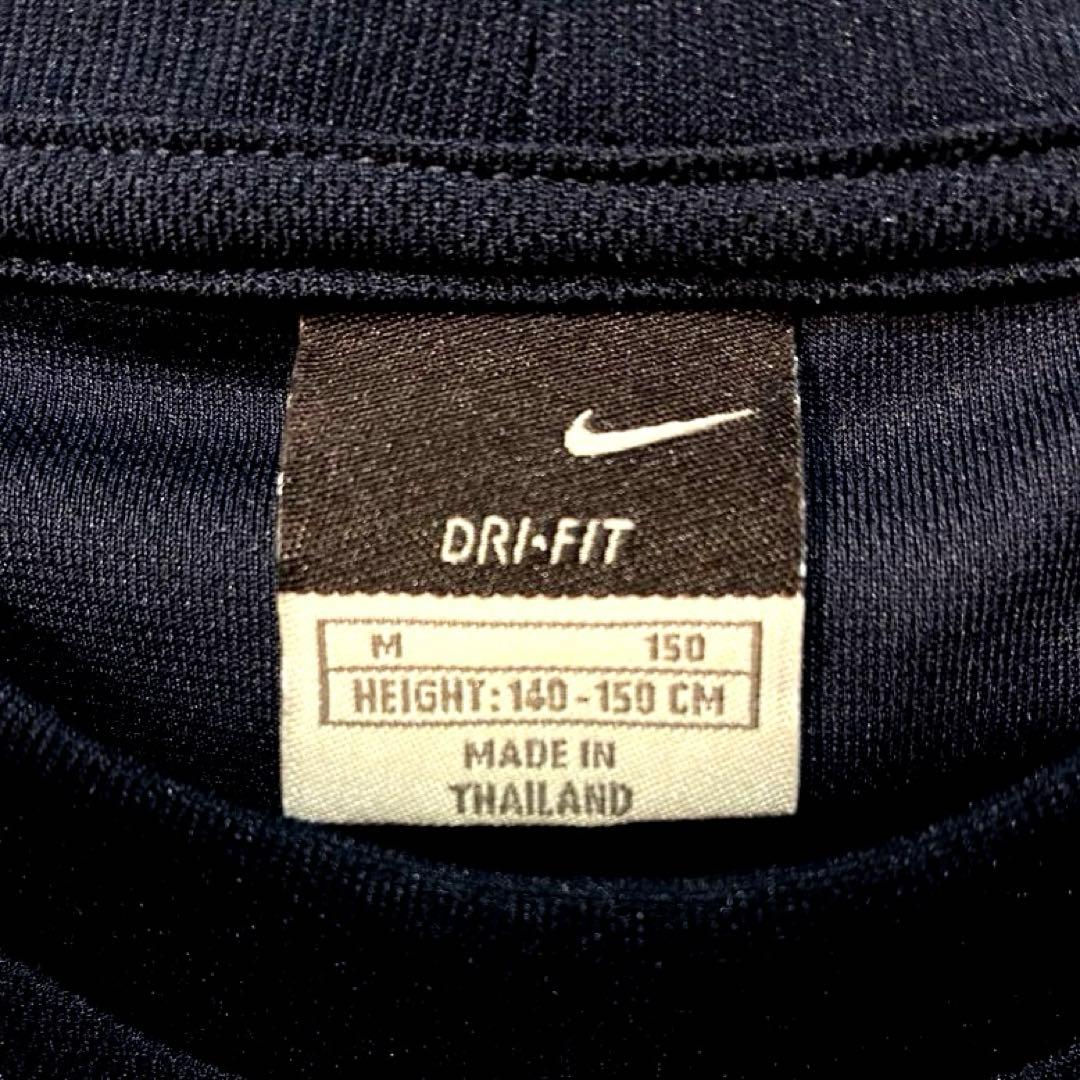 DRI-FIT
M 150
HEIGHT: 140-150 CM
MADE IN
THAILAND